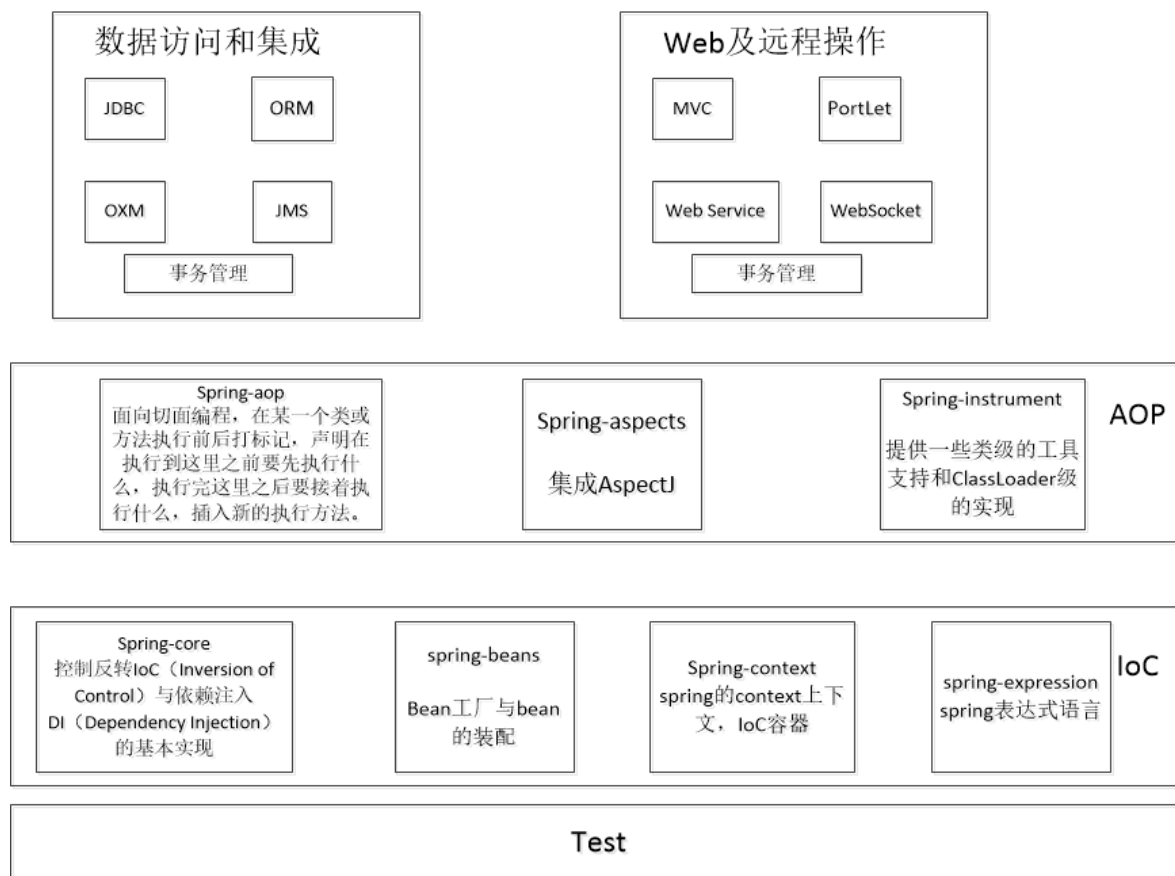 数据访问和集成
JDBC
ORM
OXM
JMS
事务管理
Web及远程操作
MVC
PortLet
Web Service
WebSocket
事务管理
Spring-aop
面向切面编程，在某一个类或
方法执行前后打标记，声明在
执行到这里之前要先执行什
么，执行完这里之后要接着执
行什么，插入新的执行方法。
Spring-aspects
集成AspectJ
Spring-instrument
提供一些类级的工具
支持和ClassLoader级
的实现
AOP
Spring-core
控制反转IoC（Inversion of
Control）与依赖注入
DI（Dependency Injection）
的基本实现
spring-beans
Bean工厂与bean
的装配
Spring-context
spring的context上下
文，IoC容器
spring-expression
spring表达式语言
IoC
Test